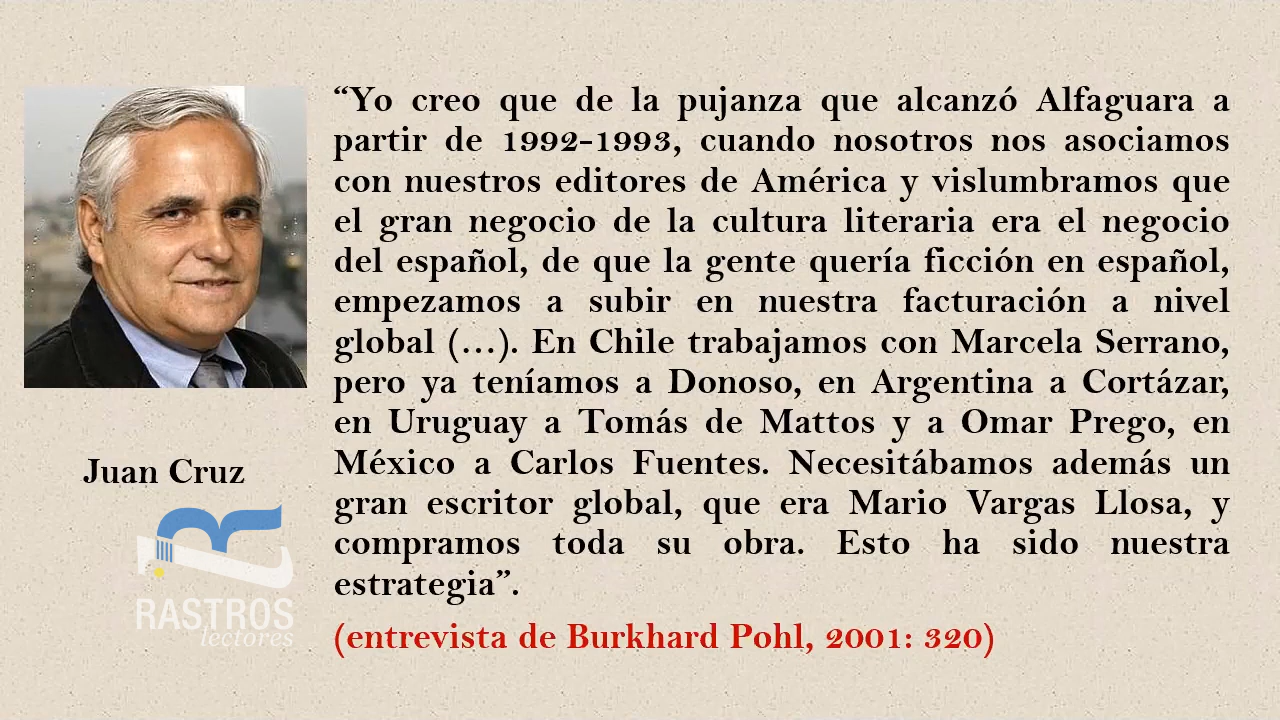 “Yo creo que de la pujanza que alcanzó Alfaguara a
partir de 1992-1993, cuando nosotros nos asociamos
con nuestros editores de América y vislumbramos que
el gran negocio de la cultura literaria era el negocio
del español, de que la gente quería ficción en español,
empezamos a subir en nuestra facturación a nivel
global (…). En Chile trabajamos con Marcela Serrano,
pero ya teníamos a Donoso, en Argentina a Cortázar,
en Uruguay a Tomás de Mattos y a Omar Prego, en
México a Carlos Fuentes. Necesitábamos además un
gran escritor global, que era Mario Vargas Llosa, y
compramos toda su obra. Esto ha sido nuestra
estrategia”.
(entrevista de Burkhard Pohl, 2001: 320)
Juan Cruz
RASTROS
lectores